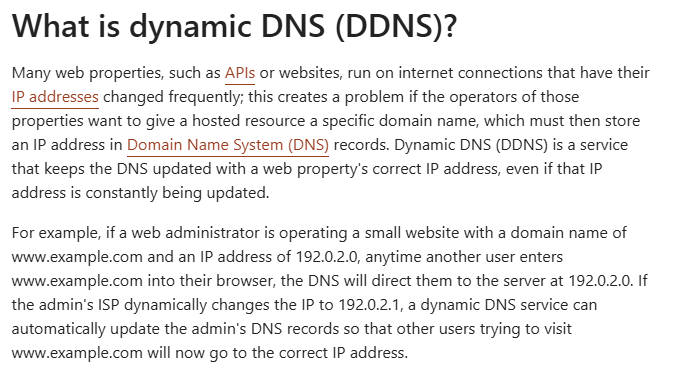 What is dynamic DNS (DDNS)?
Many web properties, such as APIs or websites, run on internet connections that have their
IP addresses changed frequently; this creates a problem if the operators of those
properties want to give a hosted resource a specific domain name, which must then store
an IP address in Domain Name System (DNS) records. Dynamic DNS (DDNS) is a service
that keeps the DNS updated with a web property's correct IP address, even if that IP
address is constantly being updated.
For example, if a web administrator is operating a small website with a domain name of
www.example.com and an IP address of 192.0.2.0, anytime another user enters
www.example.com into their browser, the DNS will direct them to the server at 192.0.2.0. If
the admin's ISP dynamically changes the IP to 192.0.2.1, a dynamic DNS service can
automatically update the admin's DNS records so that other users trying to visit
www.example.com will now go to the correct IP address.